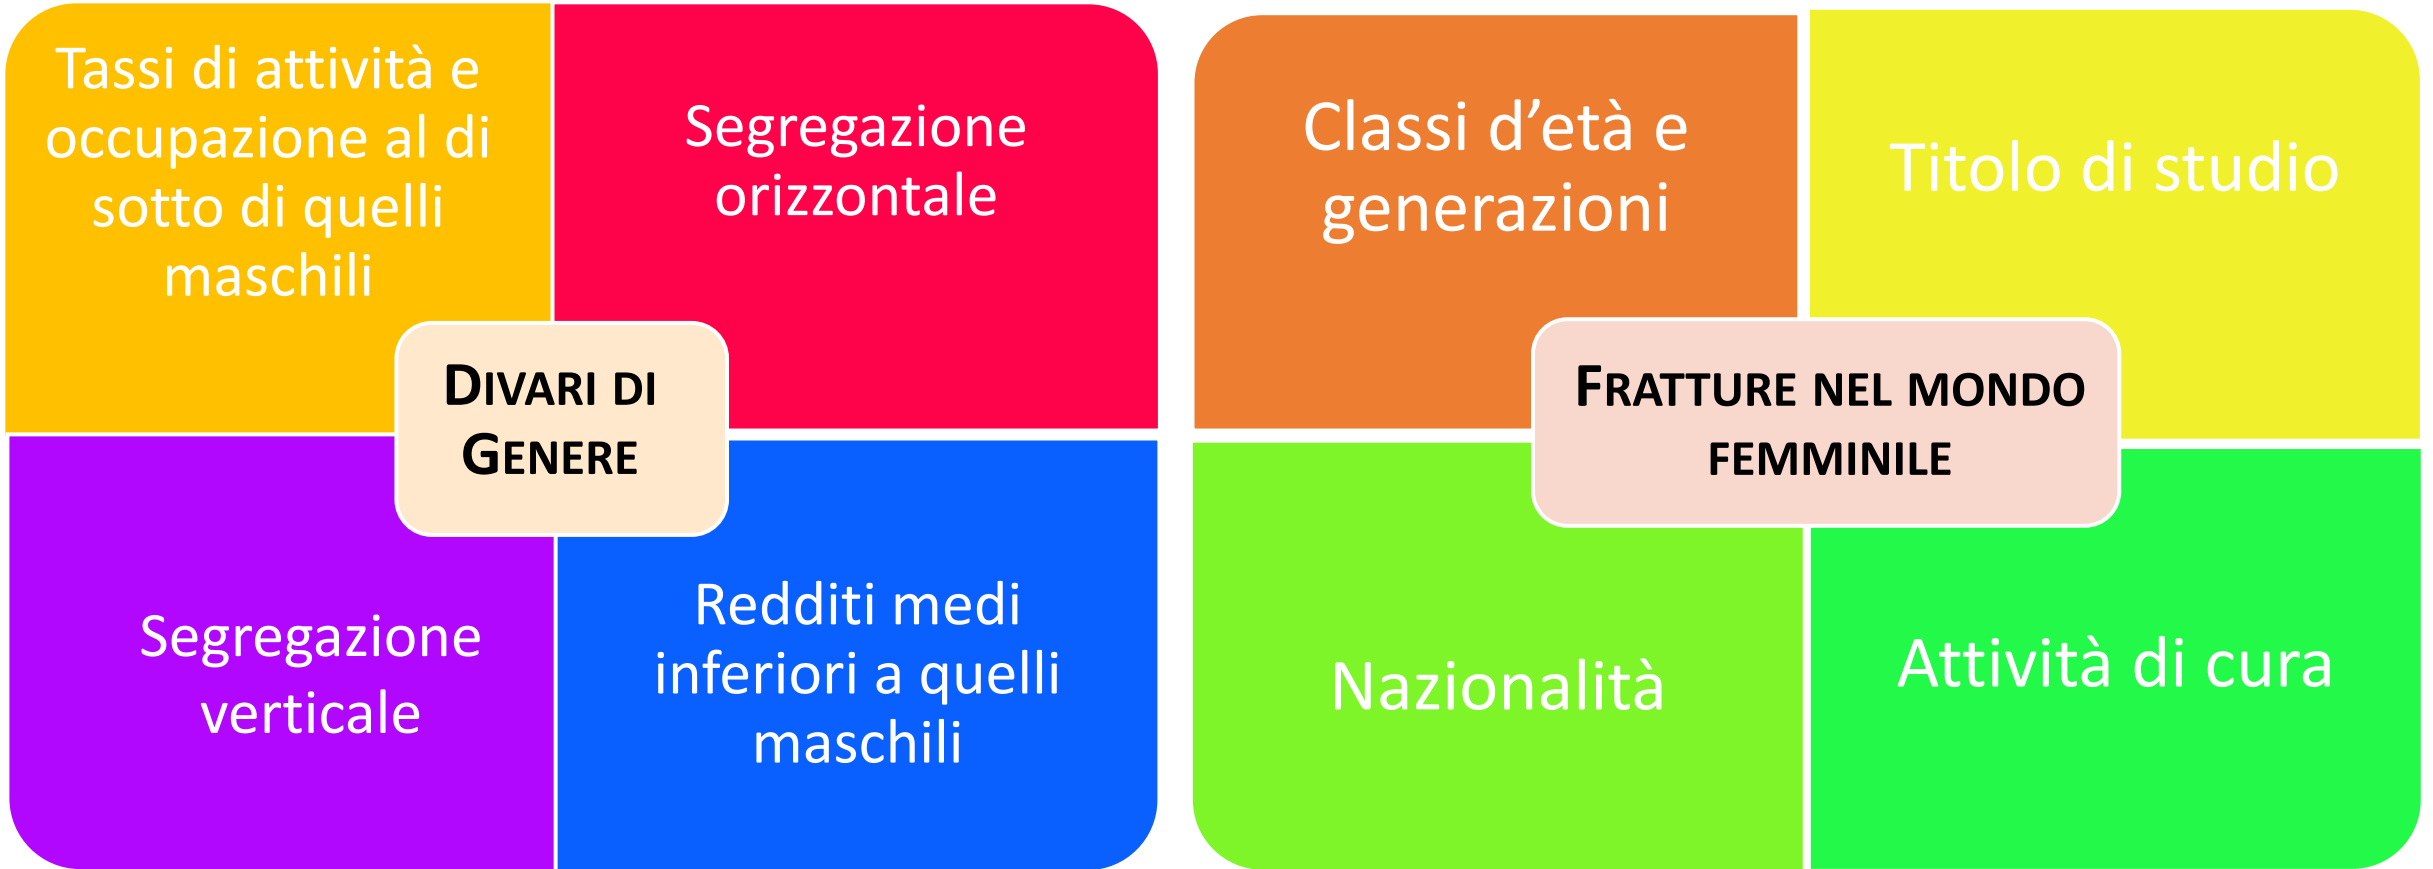 Tassi di attività e
occupazione al di
sotto di quelli
maschili
Segregazione
orizzontale
DIVARI DI
GENERE
Segregazione
verticale
Redditi medi
inferiori a quelli
maschili
Classi d’età e
generazioni
Titolo di studio
FRATTURE NEL MONDO
FEMMINILE
Nazionalità
Attività di cura